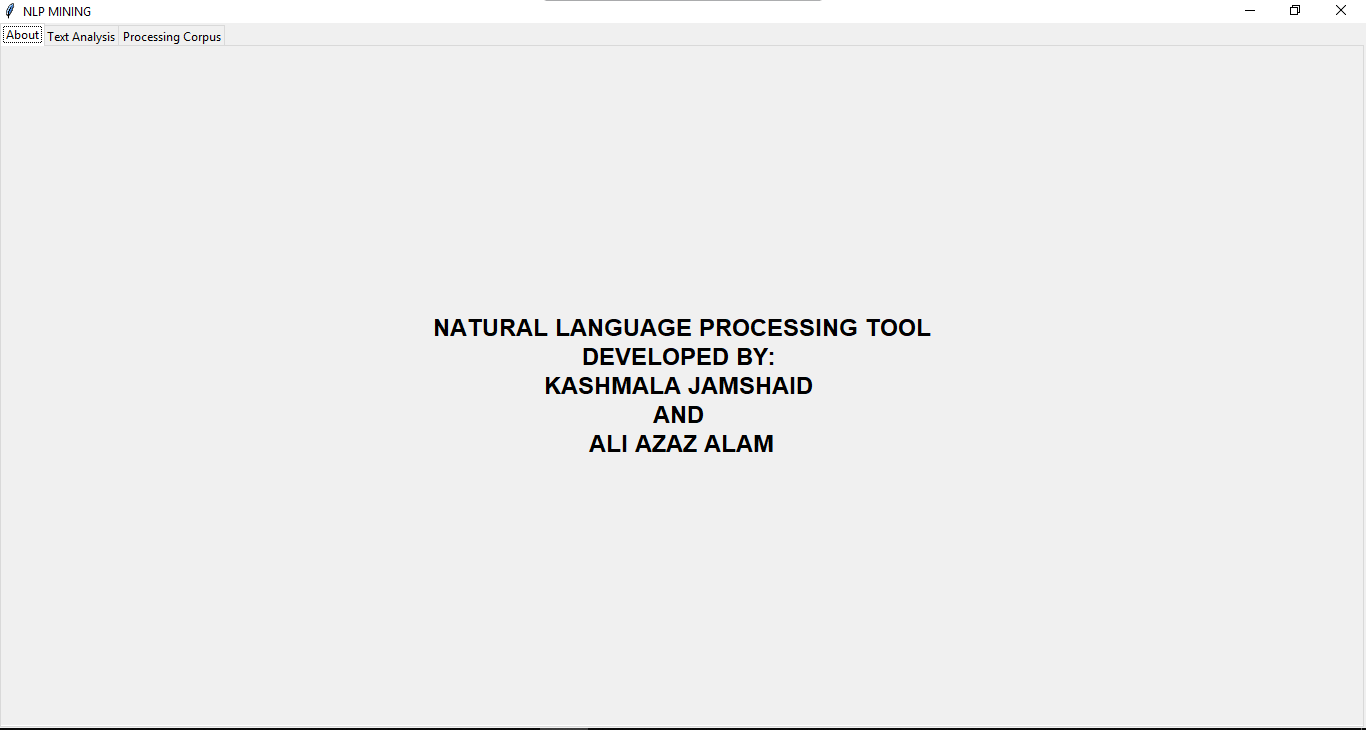 NLP MINING
About Text Analysis Processing Corpus
NATURAL LANGUAGE PROCESSING TOOL
DEVELOPED BY:
KASHMALA JAMSHAID
AND
ALI AZAZ ALAM